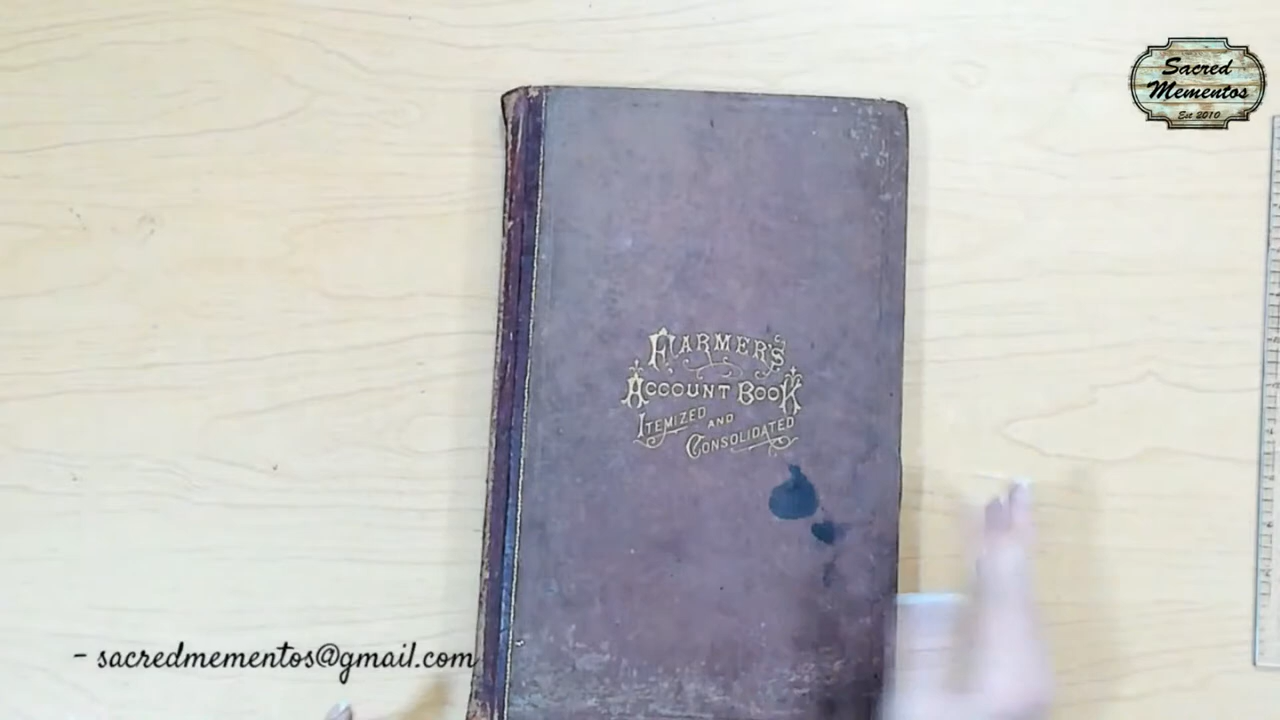 Sacred
Mementos
Est 2010
FARMER'S
ACCOUNT BOOK
ITEMIZED AND
CONSOLIDATED
- sacredmementos@gmail.com